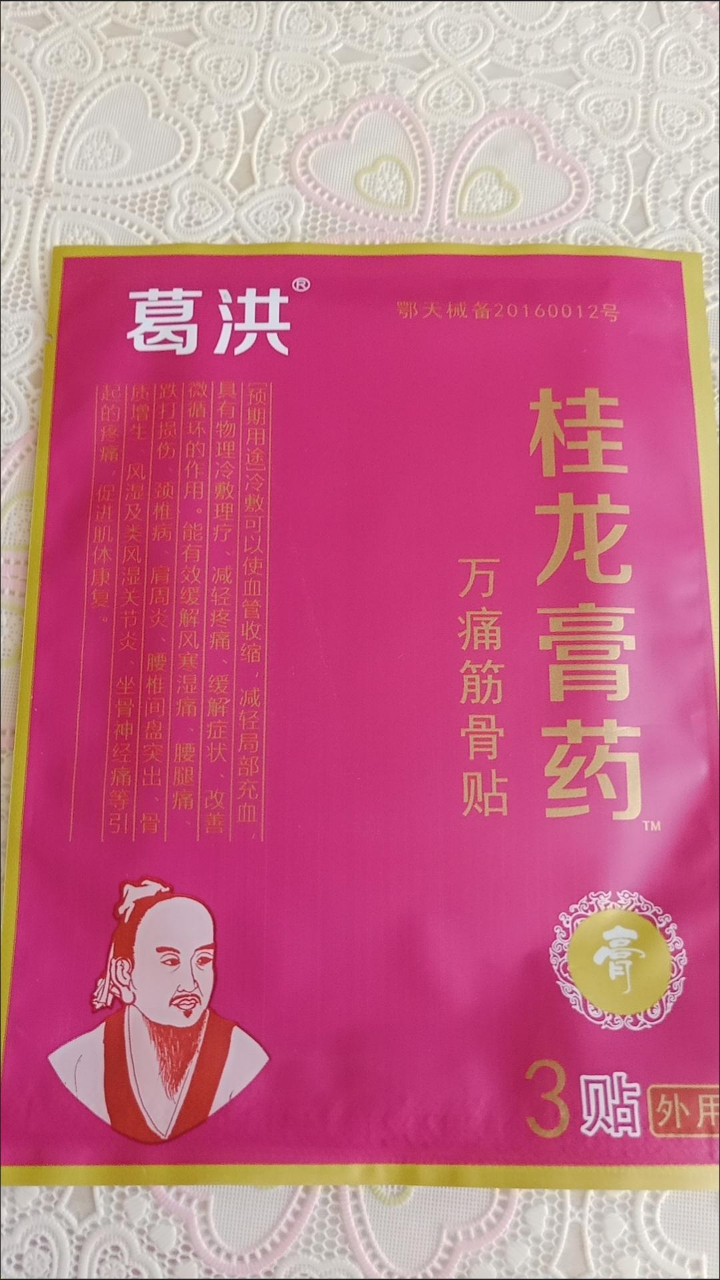 葛洪®
鄂天械备20160012号
桂龙膏药™
万痛筋骨贴
[预期用途]冷敷可以使血管收缩，减轻局部充血，
具有物理冷敷理疗、减轻疼痛、缓解症状、改善
微循环的作用。能有效缓解风寒湿痛、腰腿痛、
跌打损伤、颈椎病、肩周炎、腰椎间盘突出、骨
质增生、风湿及类风湿关节炎、坐骨神经痛等引
起的疼痛，促进肌体康复。
膏
3贴
外用